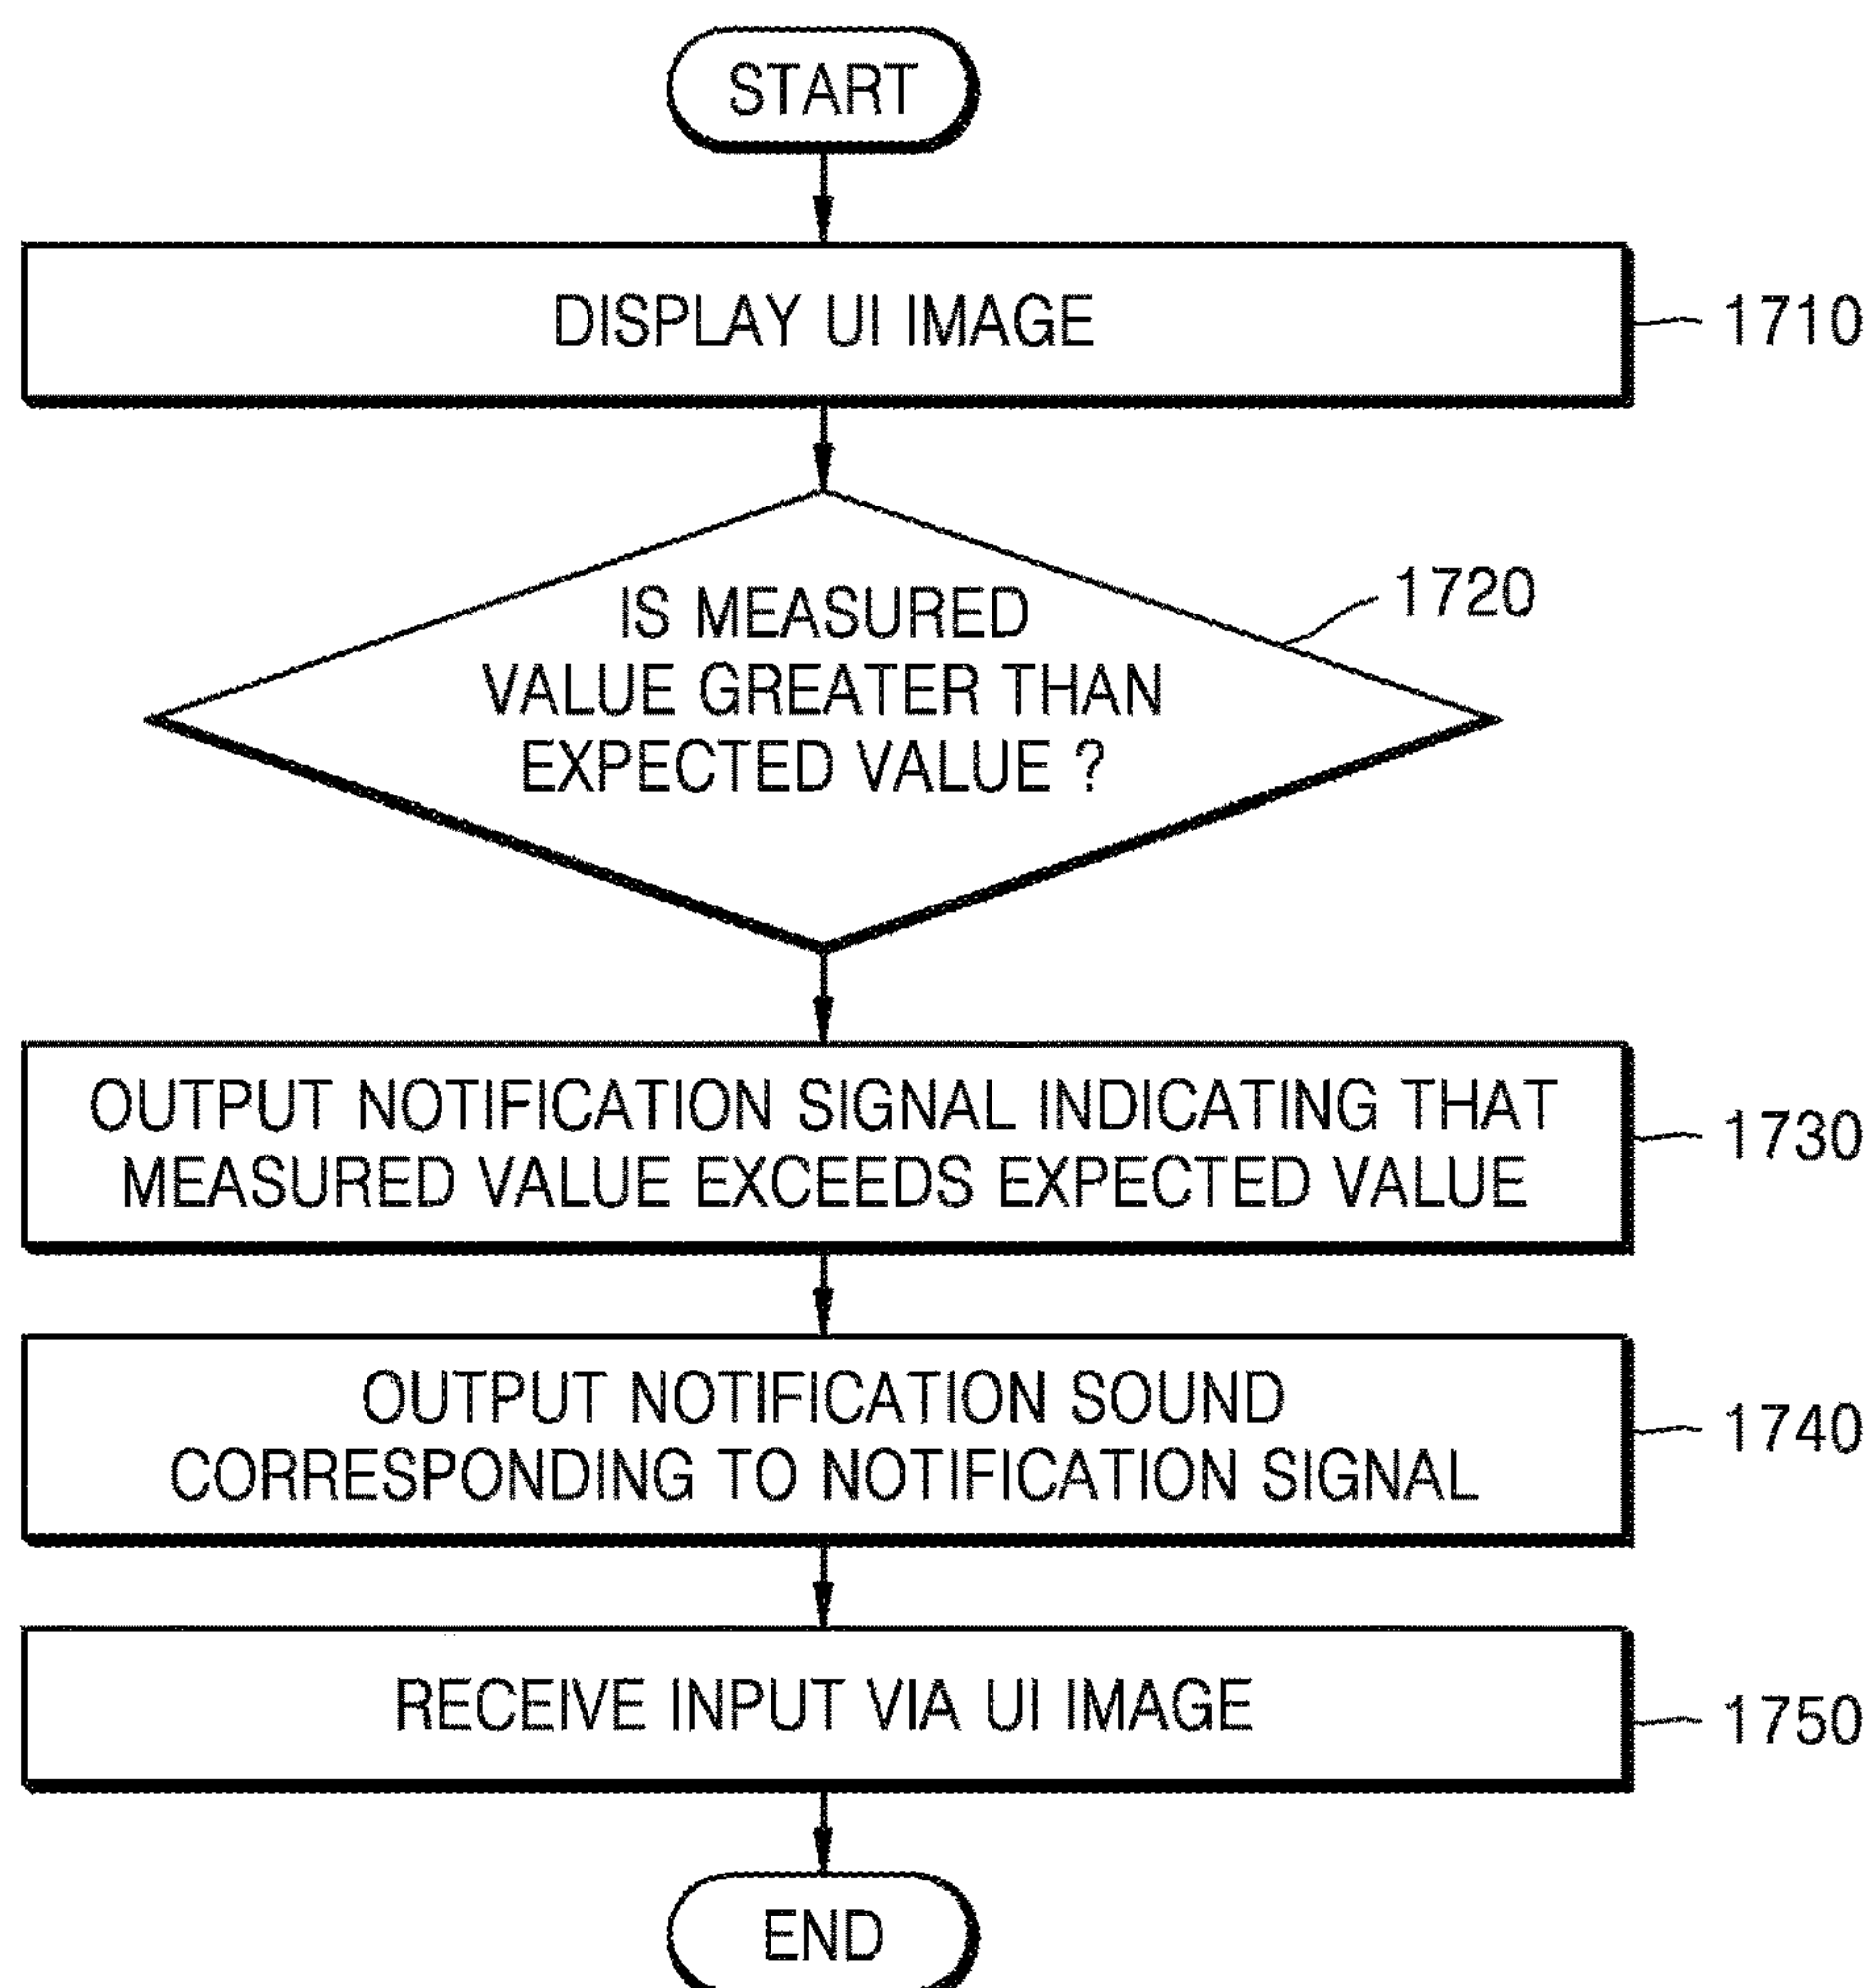 START
DISPLAY UI IMAGE
1710
IS MEASURED
VALUE GREATER THAN
EXPECTED VALUE ?
1720
OUTPUT NOTIFICATION SIGNAL INDICATING THAT
MEASURED VALUE EXCEEDS EXPECTED VALUE
1730
OUTPUT NOTIFICATION SOUND
CORRESPONDING TO NOTIFICATION SIGNAL
1740
RECEIVE INPUT VIA UI IMAGE
1750
END